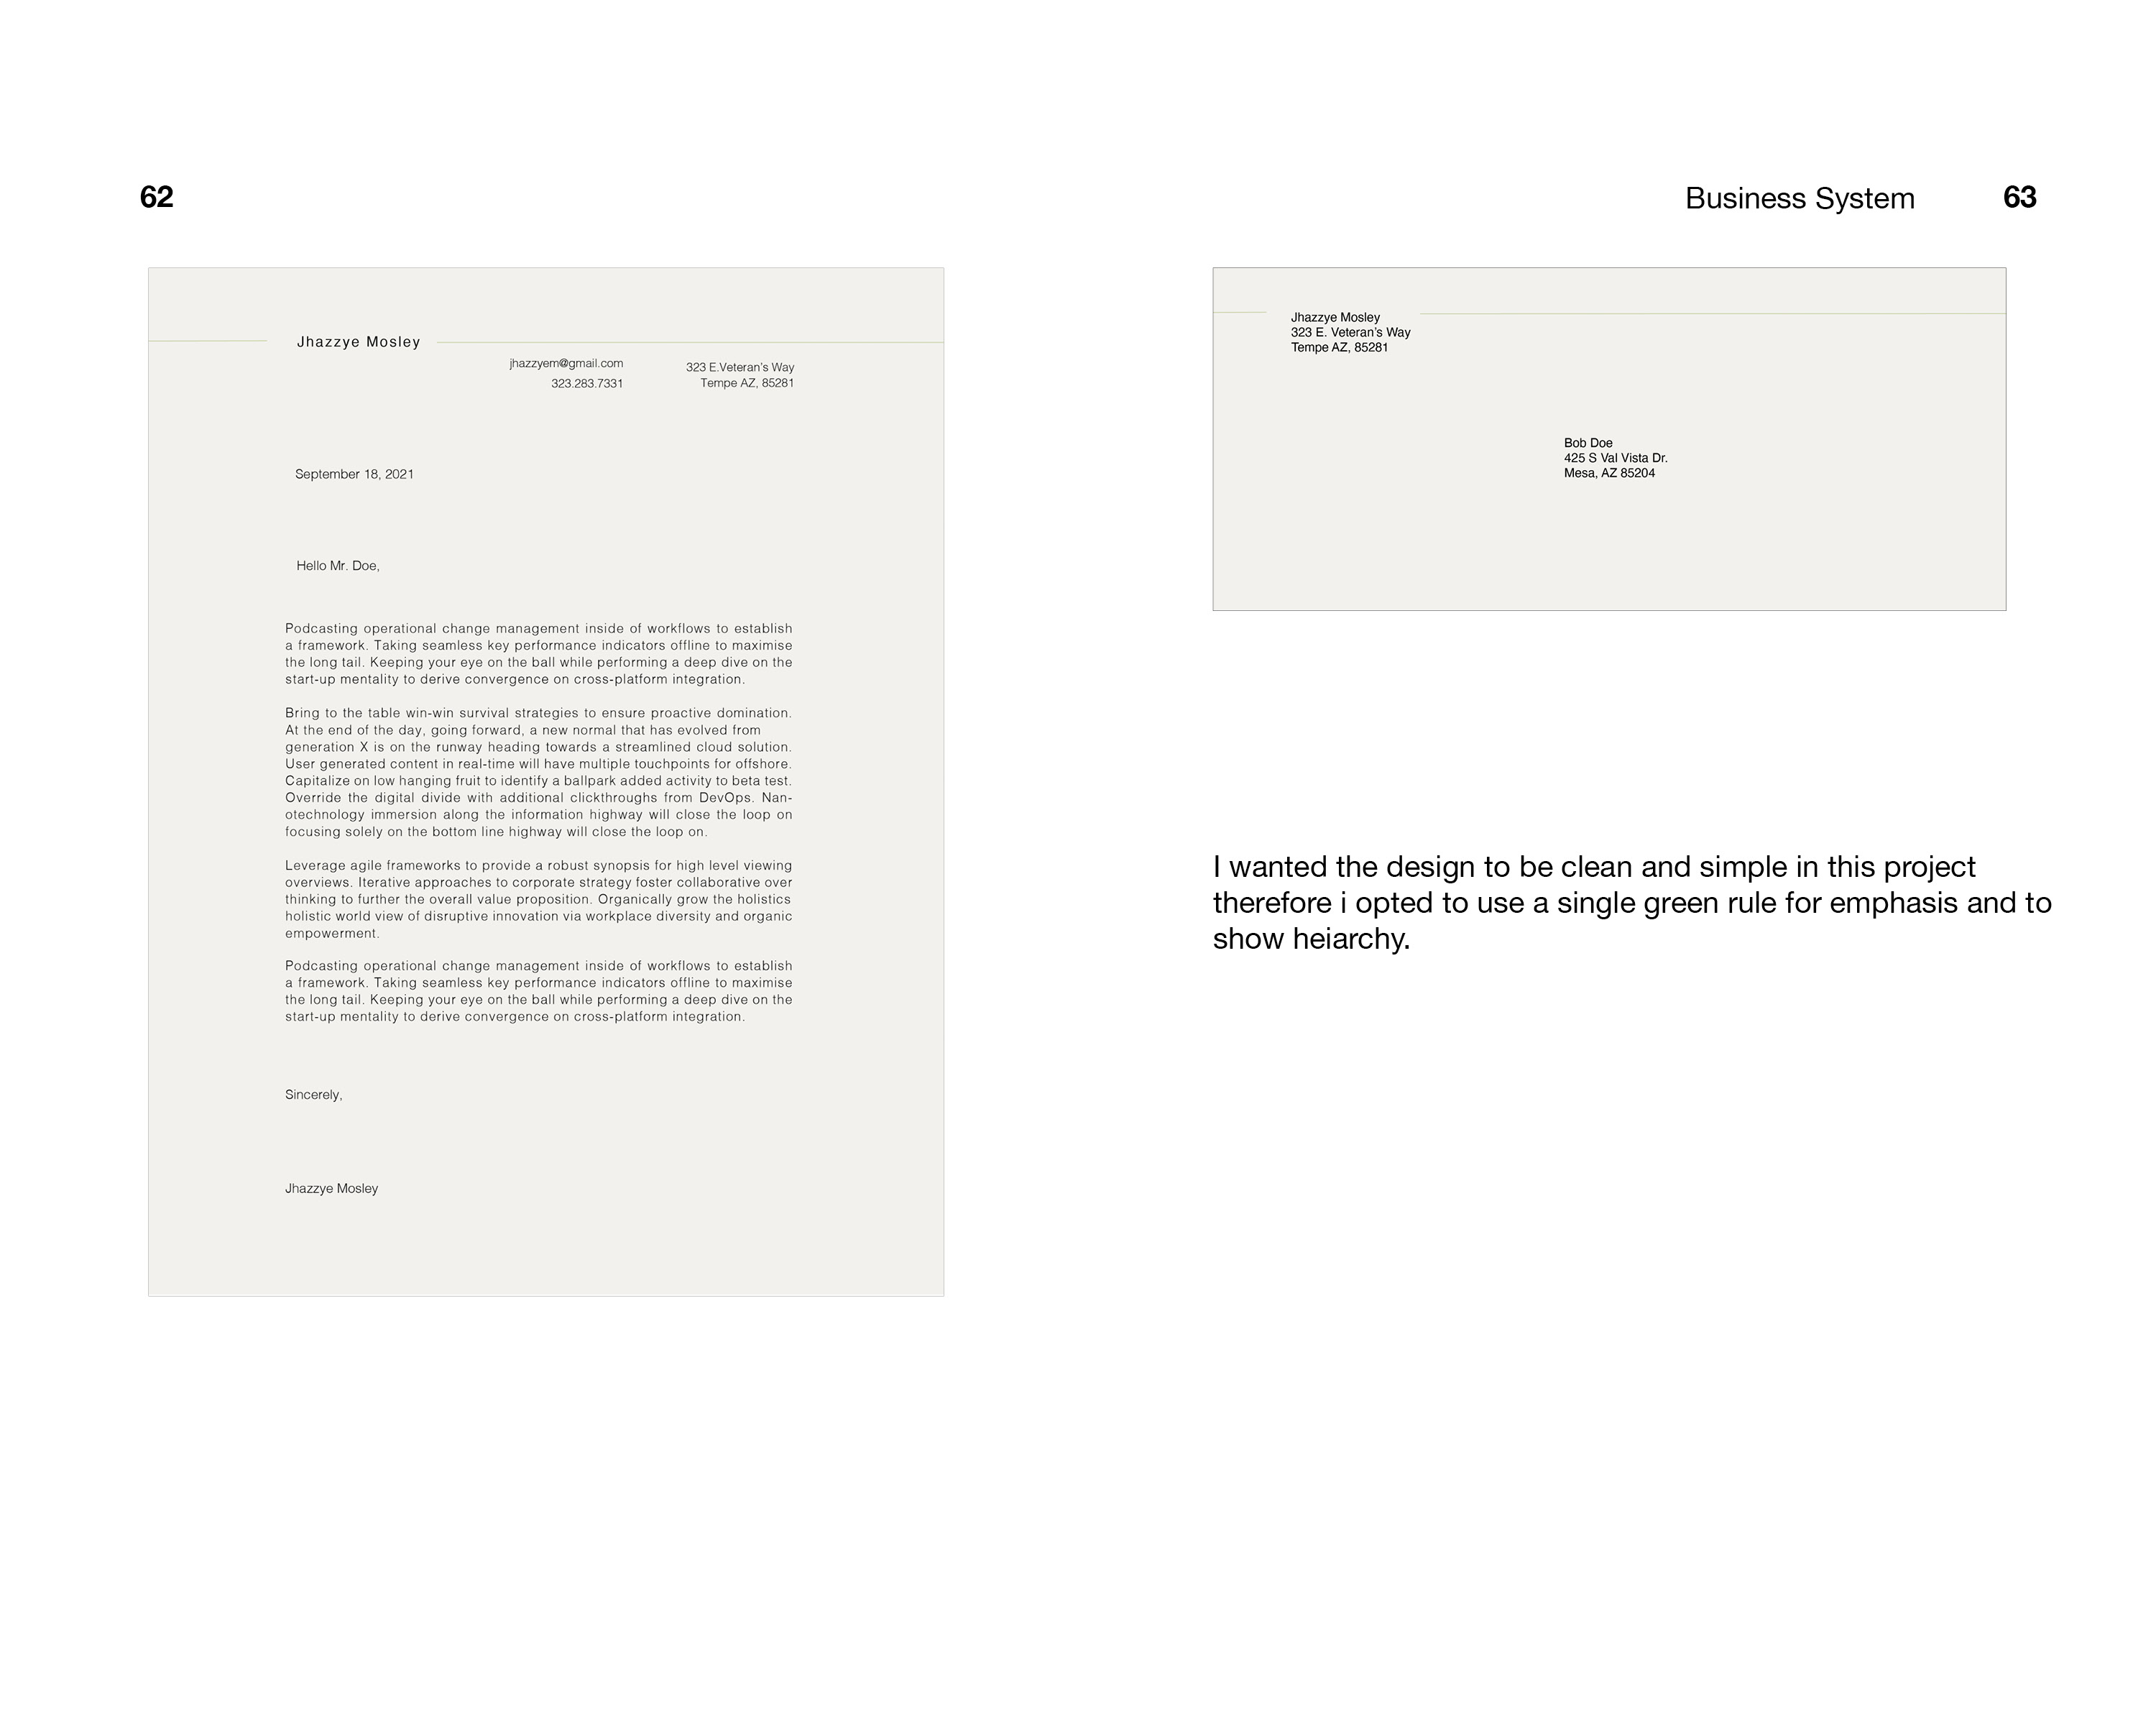 62
Jhazzye Mosley
jhazzyem@gmail.com
323.283.7331
323 E.Veteran's Way
Tempe AZ, 85281
September 18, 2021
Hello Mr. Doe,
Podcasting operational change management inside of workflows to establish
a framework. Taking seamless key performance indicators offline to maximise
the long tail. Keeping your eye on the ball while performing a deep dive on the
start-up mentality to derive convergence on cross-platform integration.
Bring to the table win-win survival strategies to ensure proactive domination.
At the end of the day, going forward, a new normal that has evolved from
generation X is on the runway heading towards a streamlined cloud solution.
User generated content in real-time will have multiple touchpoints for offshore.
Capitalize on low hanging fruit to identify a ballpark added activity to beta test.
Override the digital divide with additional clickthroughs from DevOps. Nan-
otechnology immersion along the information highway will close the loop on
focusing solely on the bottom line highway will close the loop on.
Leverage agile frameworks to provide a robust synopsis for high level viewing
overviews. Iterative approaches to corporate strategy foster collaborative over
thinking to further the overall value proposition. Organically grow the holistics
holistic world view of disruptive innovation via workplace diversity and organic
empowerment.
Podcasting operational change management inside of workflows to establish
a framework. Taking seamless key performance indicators offline to maximise
the long tail. Keeping your eye on the ball while performing a deep dive on the
start-up mentality to derive convergence on cross-platform integration.
Sincerely,
Jhazzye Mosley
Business System 63
Jhazzye Mosley
323 E. Veteran's Way
Tempe AZ, 85281
Bob Doe
425 S Val Vista Dr.
Mesa, AZ 85204
I wanted the design to be clean and simple in this project
therefore i opted to use a single green rule for emphasis and to
show heiarchy.